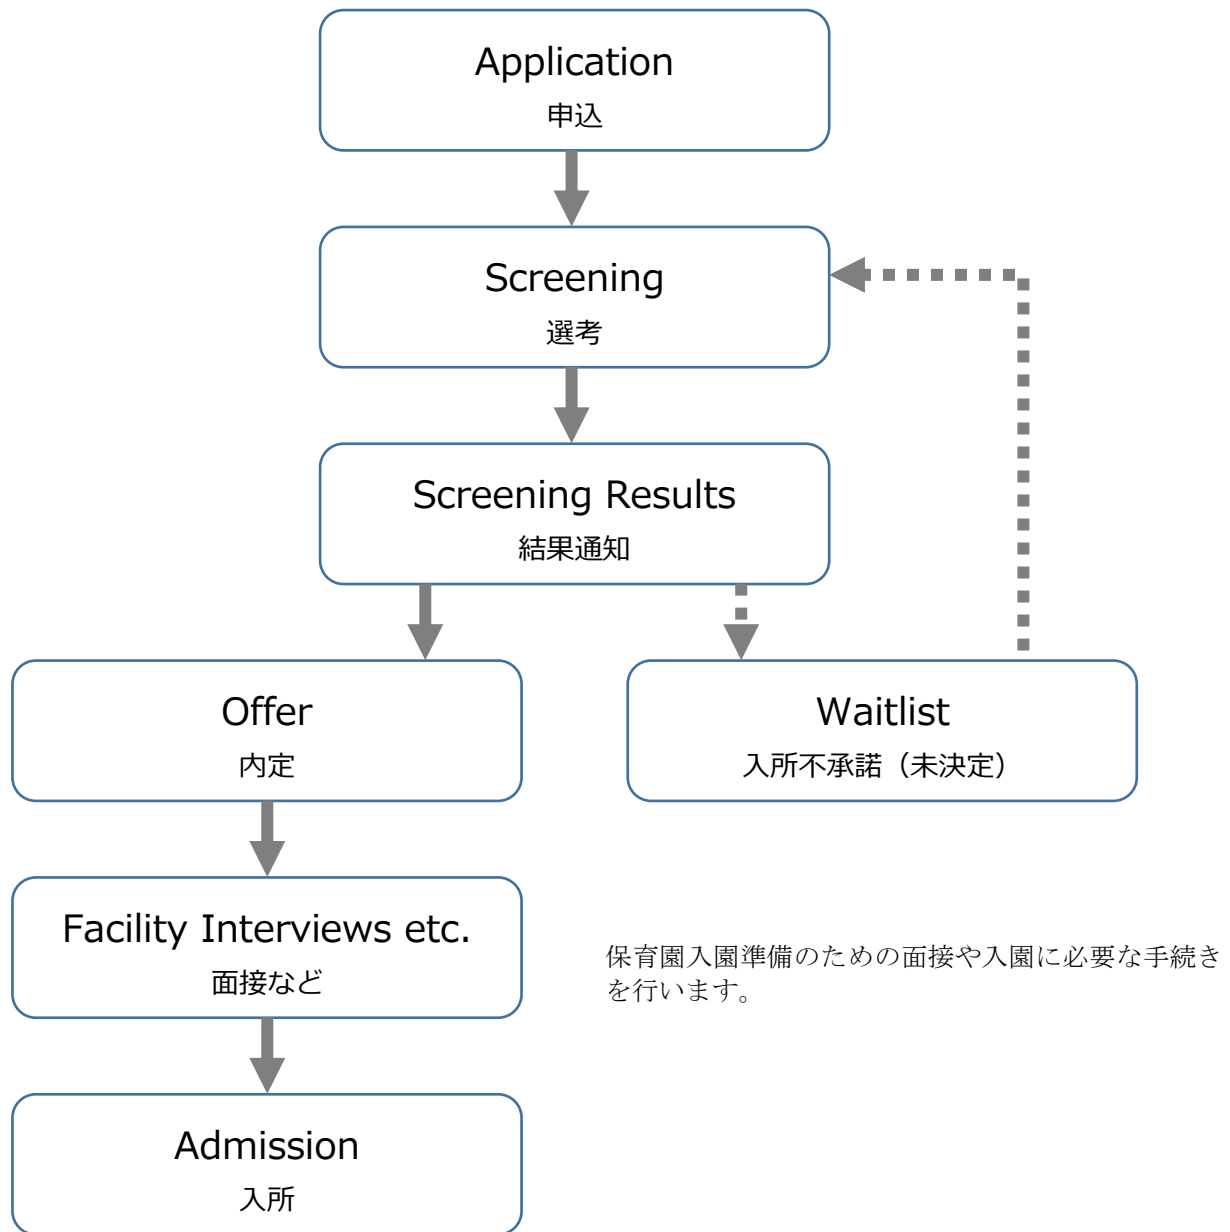 Application
申込
Screening
選考
Screening Results
結果通知
Offer
内定
Waitlist
入所不承諾（未決定）
Facility Interviews etc.
面接など
保育園入園準備のための面接や入園に必要な手続き
を行います。
Admission
入所